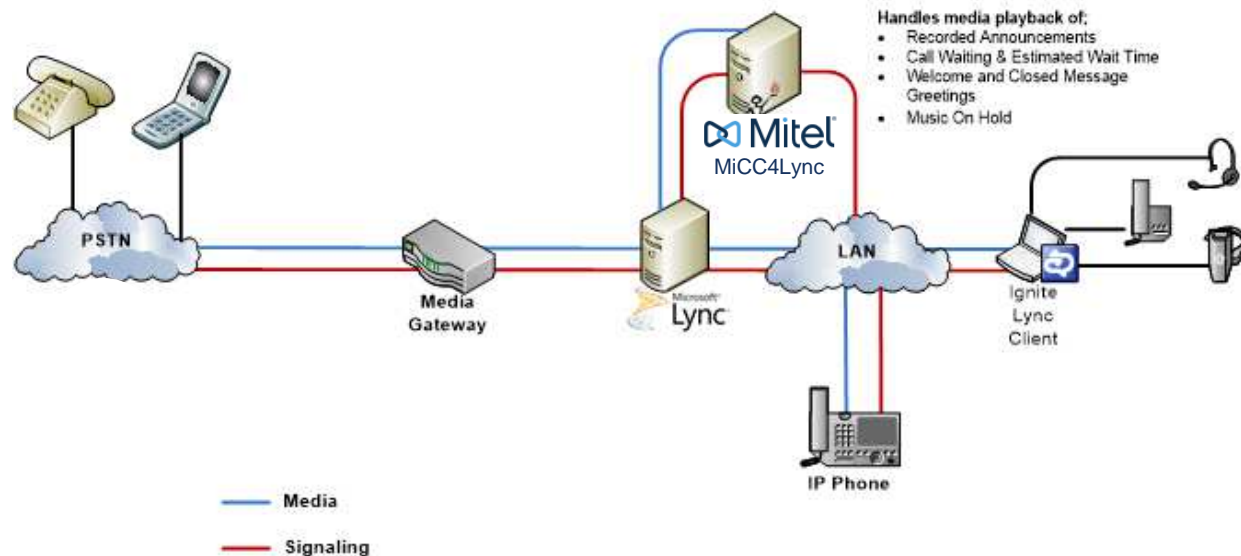 Handles media playback of;
• Recorded Announcements
• Call Waiting & Estimated Wait Time
• Welcome and Closed Message
Greetings
• Music On Hold
Mitel
MiCC4Lync
PSTN
LAN
Media
Gateway
Microsoft
Lync
Ignite
Lync
Client
IP Phone
Media
Signaling